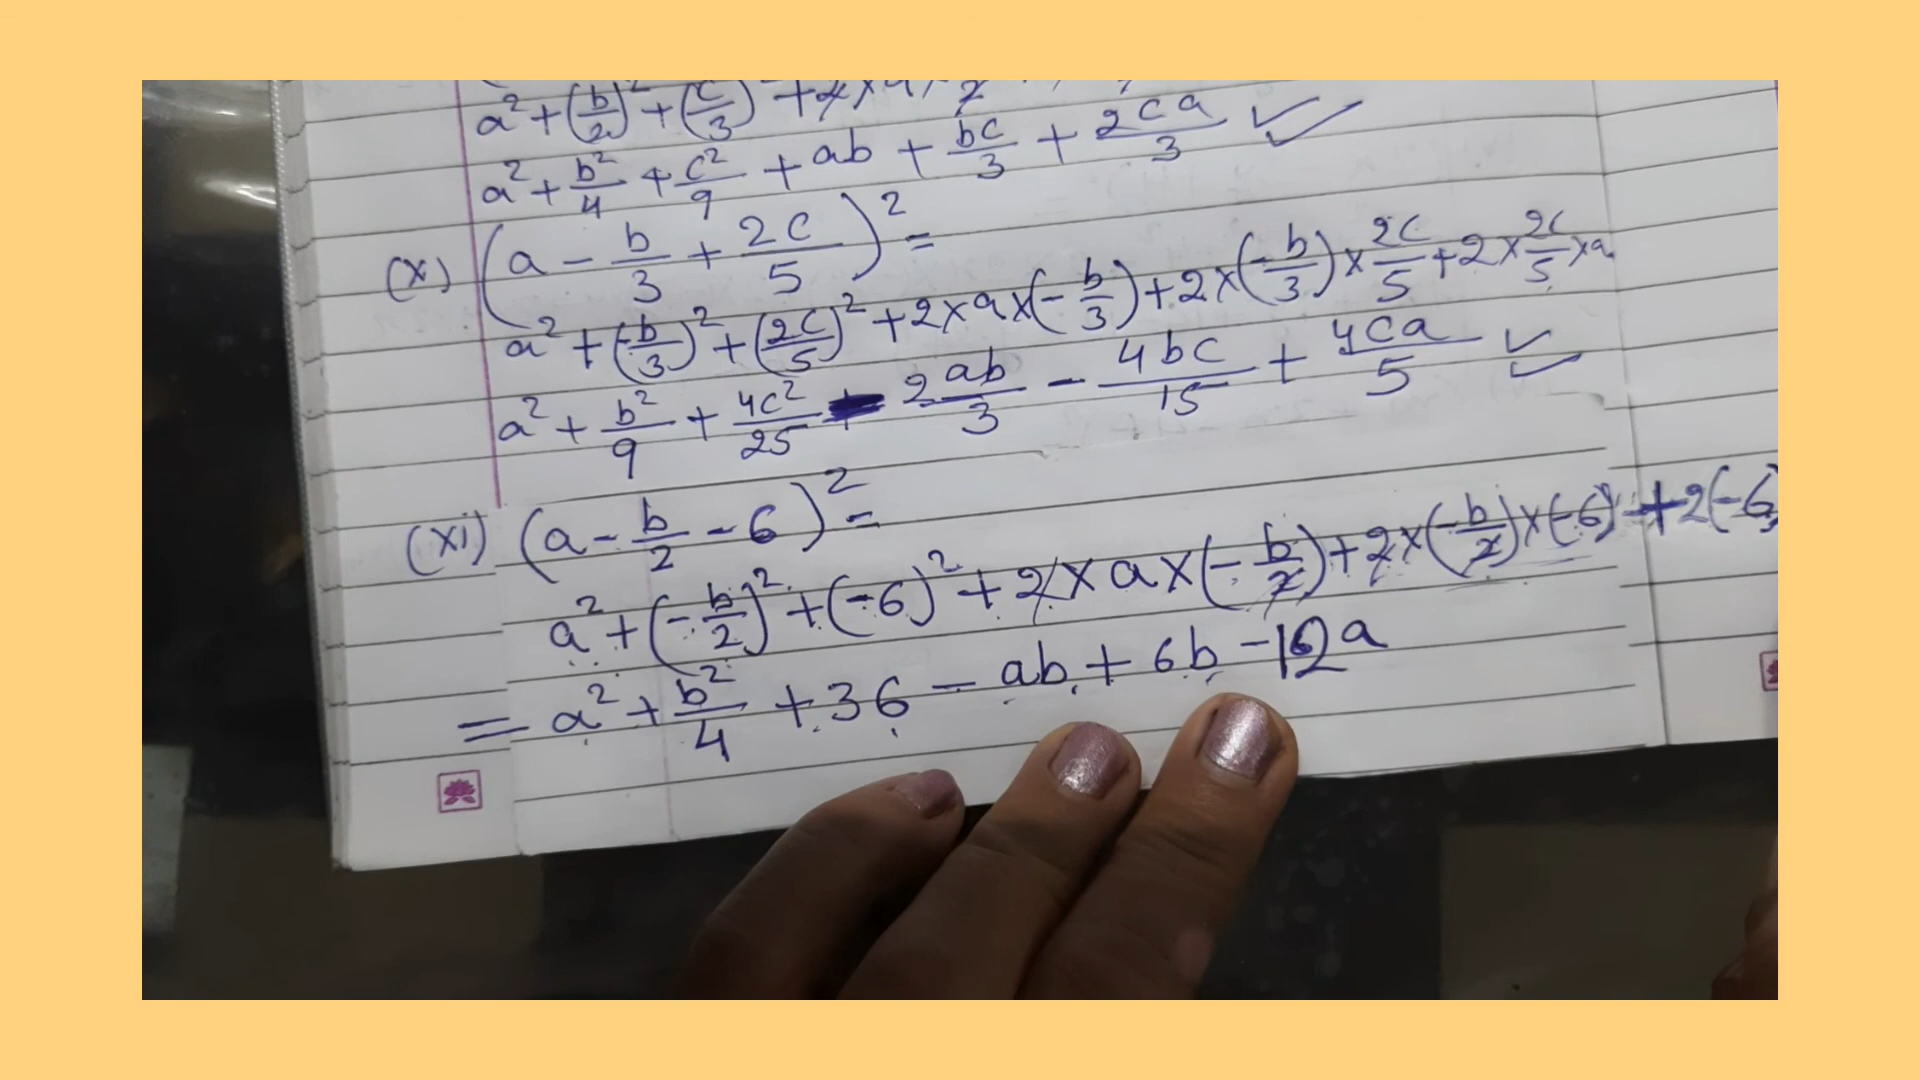 a² + (b/2)² + (c/3)² + 2 × a ×
a² + b²/4 + c²/9 + ab + bc/3 + 2ca/3
(x) (a - b/3 + 2c/5)² =
a² + (-b/3)² + (2c/5)² + 2 × a × (-b/3) + 2 × (-b/3) × 2c/5 + 2 × 2c/5 × a
a² + b²/9 + 4c²/25 - 2ab/3 - 4bc/15 + 4ca/5
(xi) (a - b/2 - 6)² =
a² + (-b/2)² + (-6)² + 2 × a × (-b/2) + 2 × (-b/2) × (-6) + 2(-6)
= a² + b²/4 + 36 - ab + 6b - 12a